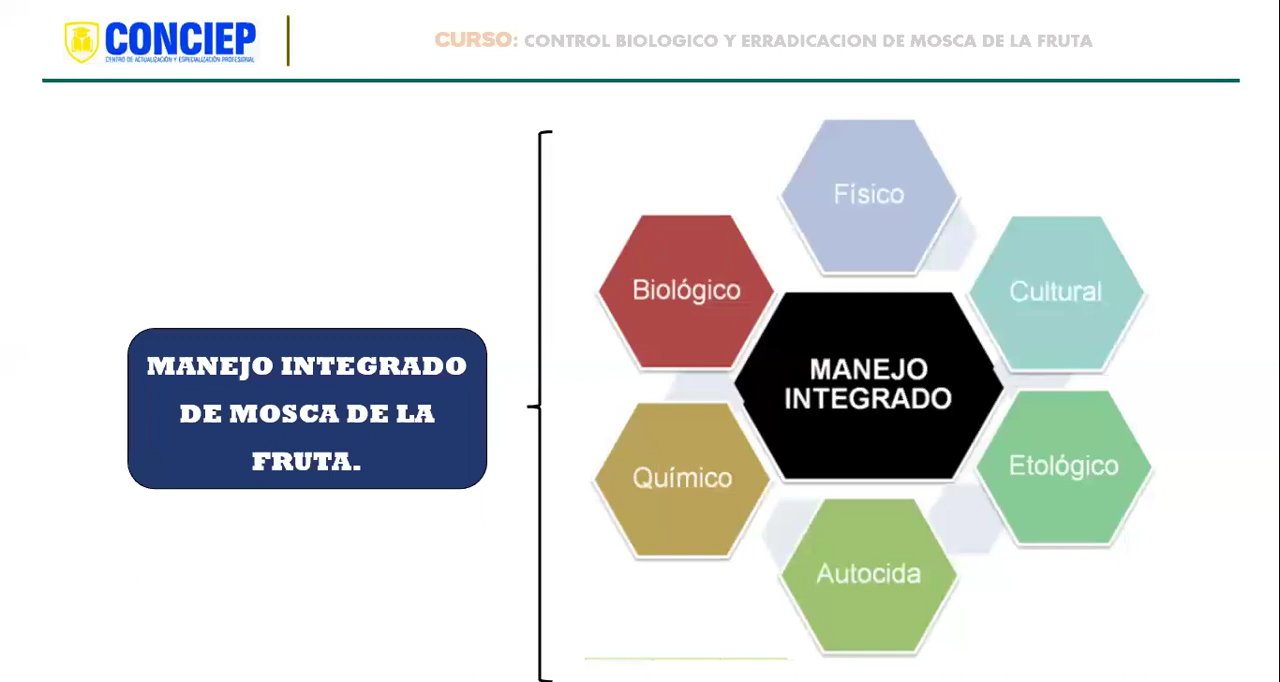 CONCIEP
CENTRO DE ACTUALIZACIÓN Y ESPECIALIZACIÓN PROFESIONAL
CURSO: CONTROL BIOLOGICO Y ERRADICACION DE MOSCA DE LA FRUTA
MANEJO INTEGRADO
DE MOSCA DE LA
FRUTA.
Físico
Biológico
Cultural
MANEJO
INTEGRADO
Químico
Etológico
Autocida